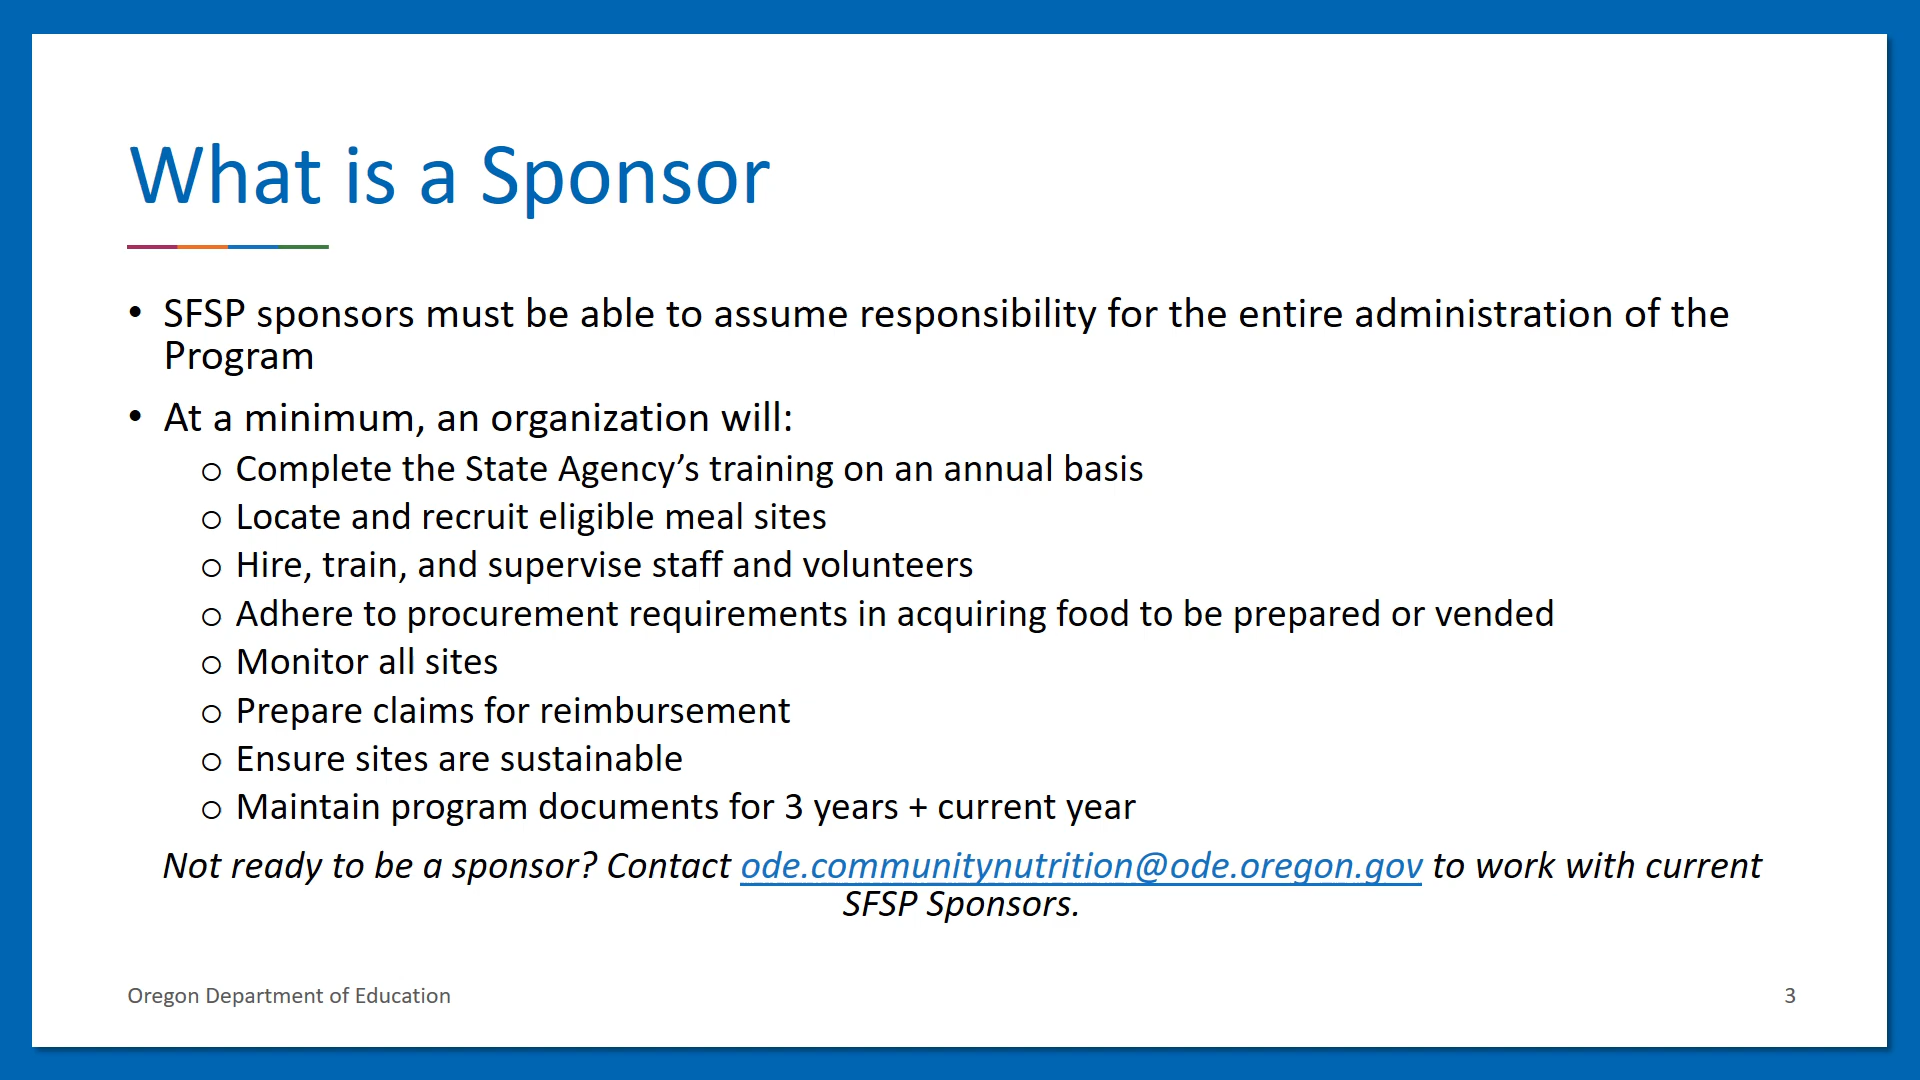 What is a Sponsor
• SFSP sponsors must be able to assume responsibility for the entire administration of the
Program
• At a minimum, an organization will:
o Complete the State Agency’s training on an annual basis
o Locate and recruit eligible meal sites
o Hire, train, and supervise staff and volunteers
o Adhere to procurement requirements in acquiring food to be prepared or vended
o Monitor all sites
o Prepare claims for reimbursement
o Ensure sites are sustainable
o Maintain program documents for 3 years + current year
Not ready to be a sponsor? Contact ode.communitynutrition@ode.oregon.gov to work with current
SFSP Sponsors.
Oregon Department of Education
3